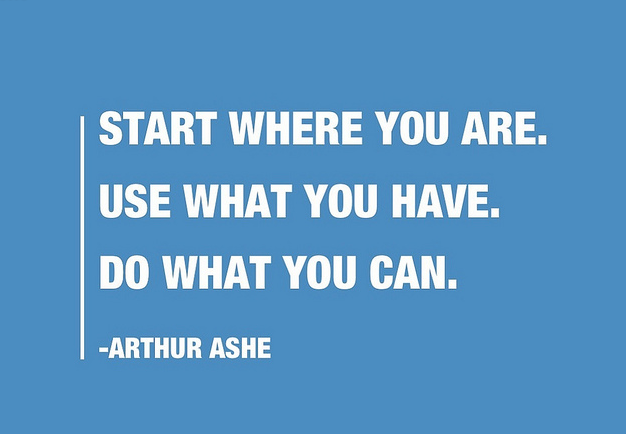 START WHERE YOU ARE.
USE WHAT YOU HAVE.
DO WHAT YOU CAN.
-ARTHUR ASHE